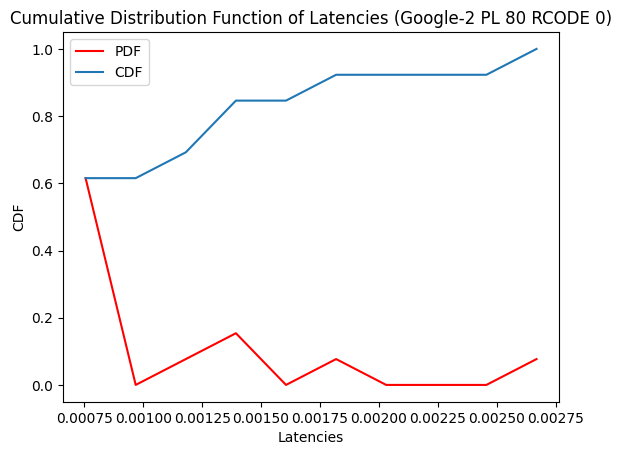 Cumulative Distribution Function of Latencies (Google-2 PL 80 RCODE 0)
PDF
CDF
1.0
0.8
0.6
0.4
0.2
0.0
CDF
0.00075 0.00100 0.00125 0.00150 0.00175 0.00200 0.00225 0.00250 0.00275
Latencies